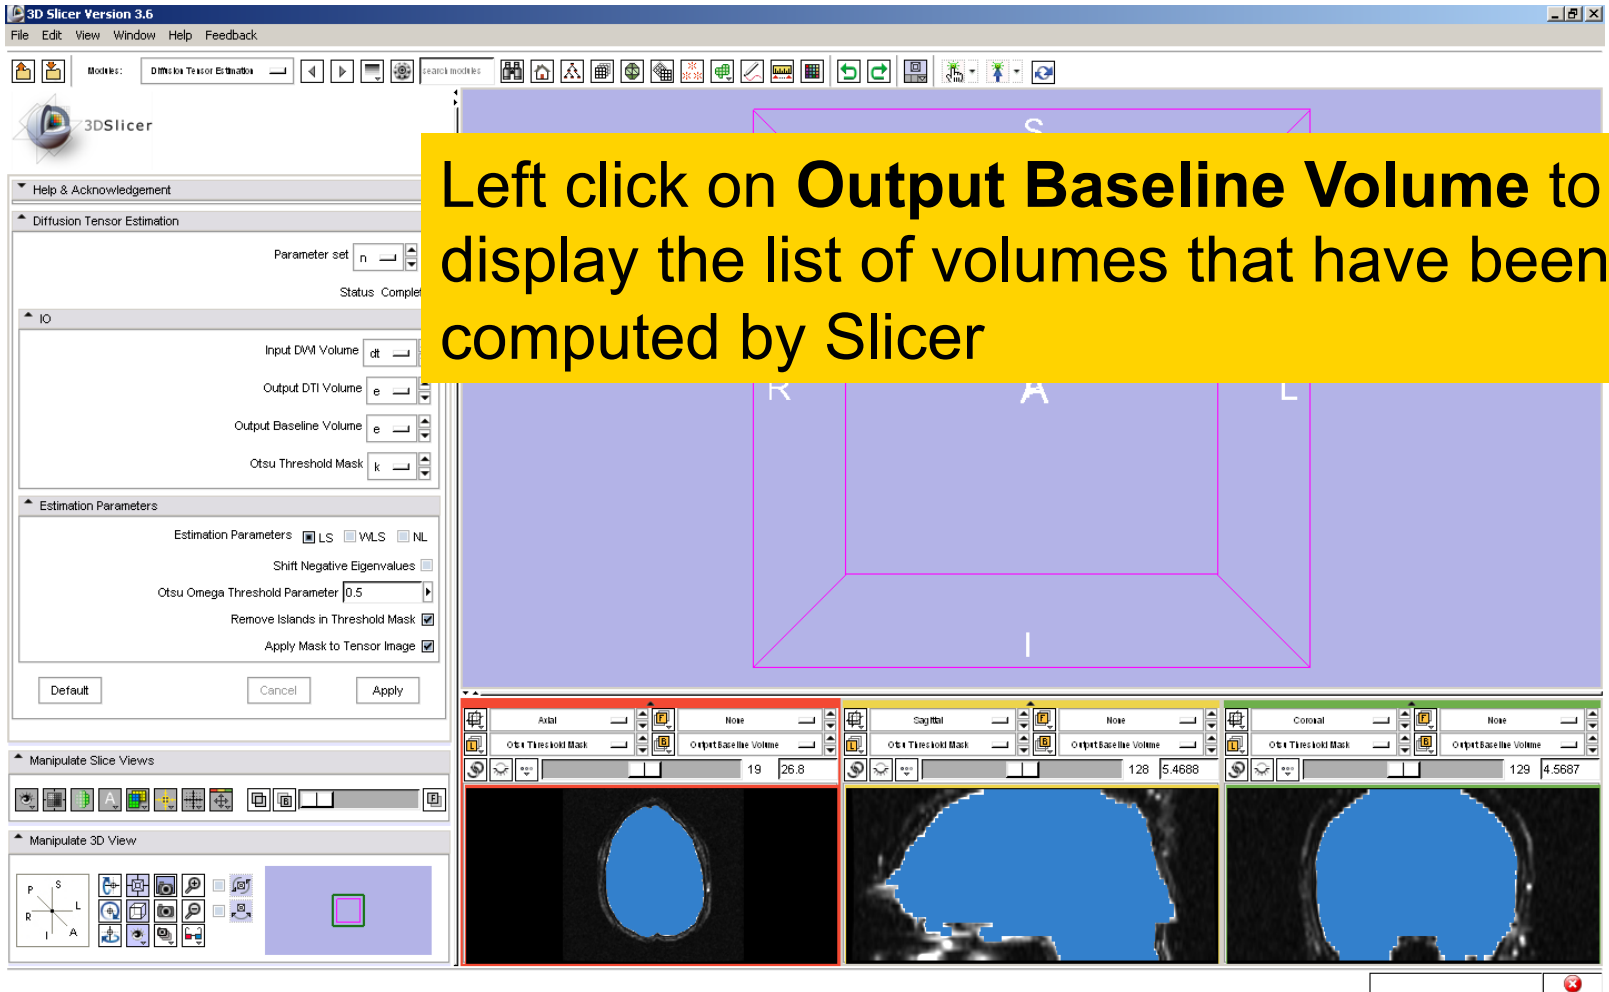 3D Slicer Version 3.6
File Edit View Window Help Feedback
Modules: Diffusion Tensor Estimation search modules
3DSlicer
S
Left click on Output Baseline Volume to
display the list of volumes that have been
computed by Slicer
Help & Acknowledgement
Diffusion Tensor Estimation
Parameter set n
Status Complet
IO
Input DWI Volume dt
Output DTI Volume e
Output Baseline Volume e
Otsu Threshold Mask k
R A L
Estimation Parameters
Estimation Parameters LS WLS NL
Shift Negative Eigenvalues
Otsu Omega Threshold Parameter 0.5
Remove Islands in Threshold Mask
Apply Mask to Tensor Image
I
Default Cancel Apply
Axial F None Sagittal F None Coronal F None
L Otsu Threshold Mask B Output Baseline Volume L Otsu Threshold Mask B Output Baseline Volume L Otsu Threshold Mask B Output Baseline Volume
19 26.8 128 5.4688 129 4.5687
Manipulate Slice Views
A B F
Manipulate 3D View
P S
R L
I A